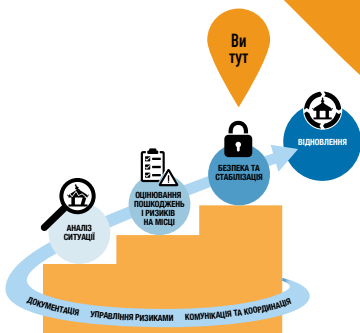 Ви
тут
ВІДНОВЛЕННЯ
БЕЗПЕКА ТА
СТАБІЛІЗАЦІЯ
ОЦІНЮВАННЯ
ПОШКОДЖЕНЬ
І РИЗИКІВ
НА МІСЦІ
АНАЛІЗ
СИТУАЦІЇ
ДОКУМЕНТАЦІЯ УПРАВЛІННЯ РИЗИКАМИ КОМУНІКАЦІЯ ТА КООРДИНАЦІЯ